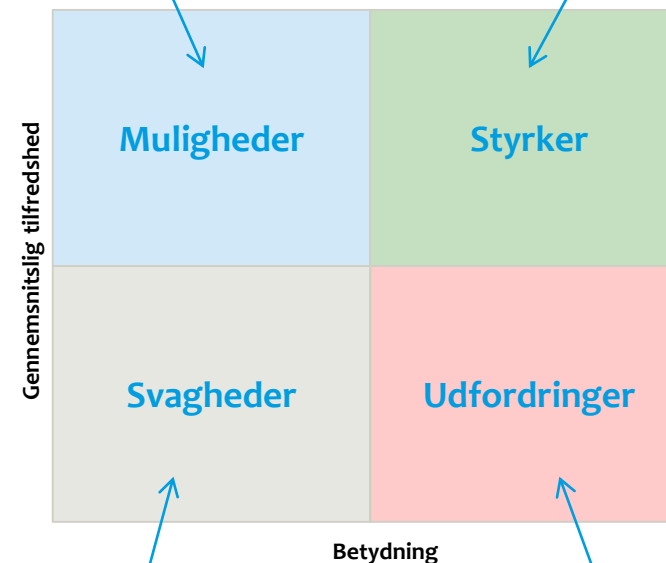 Muligheder
Styrker
Gennemsnitslig tilfredshed
Svagheder
Udfordringer
Betydning